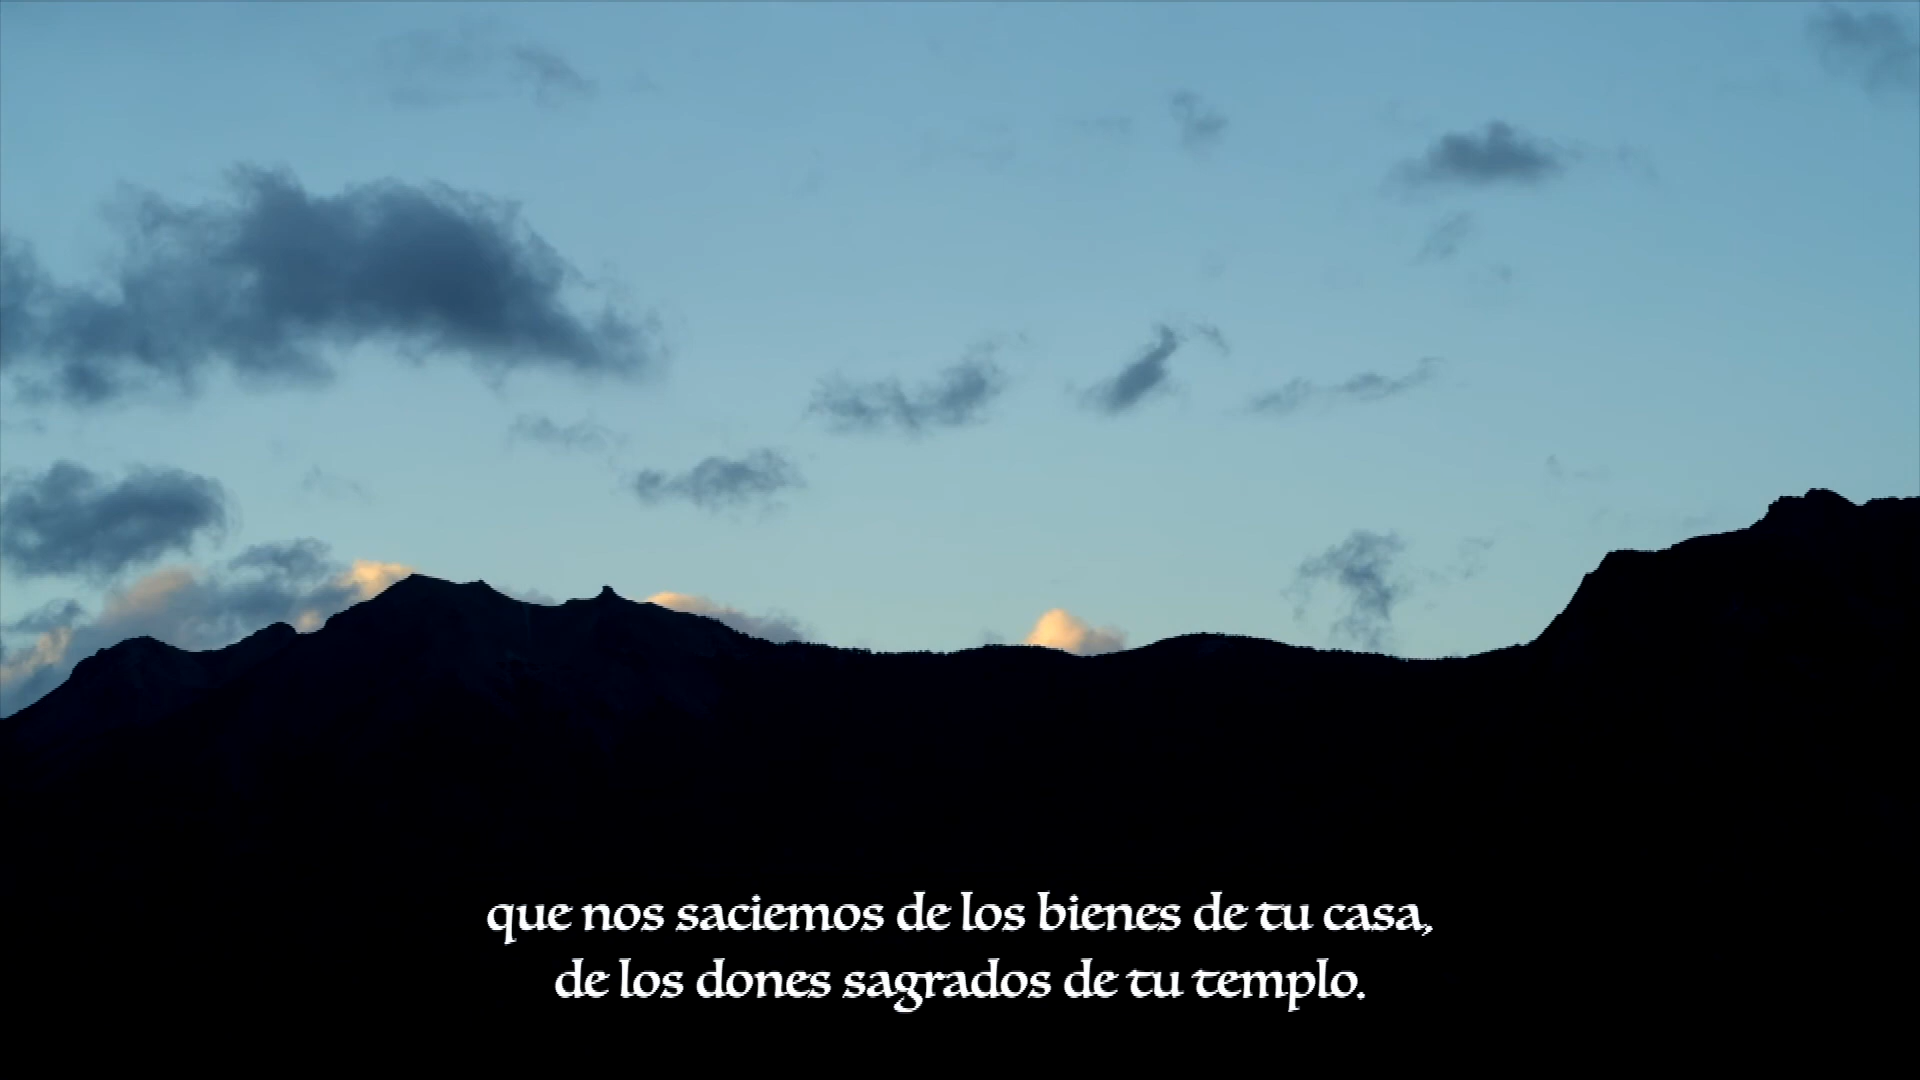 que nos saciemos de los bienes de tu casa,
de los dones sagrados de tu templo.